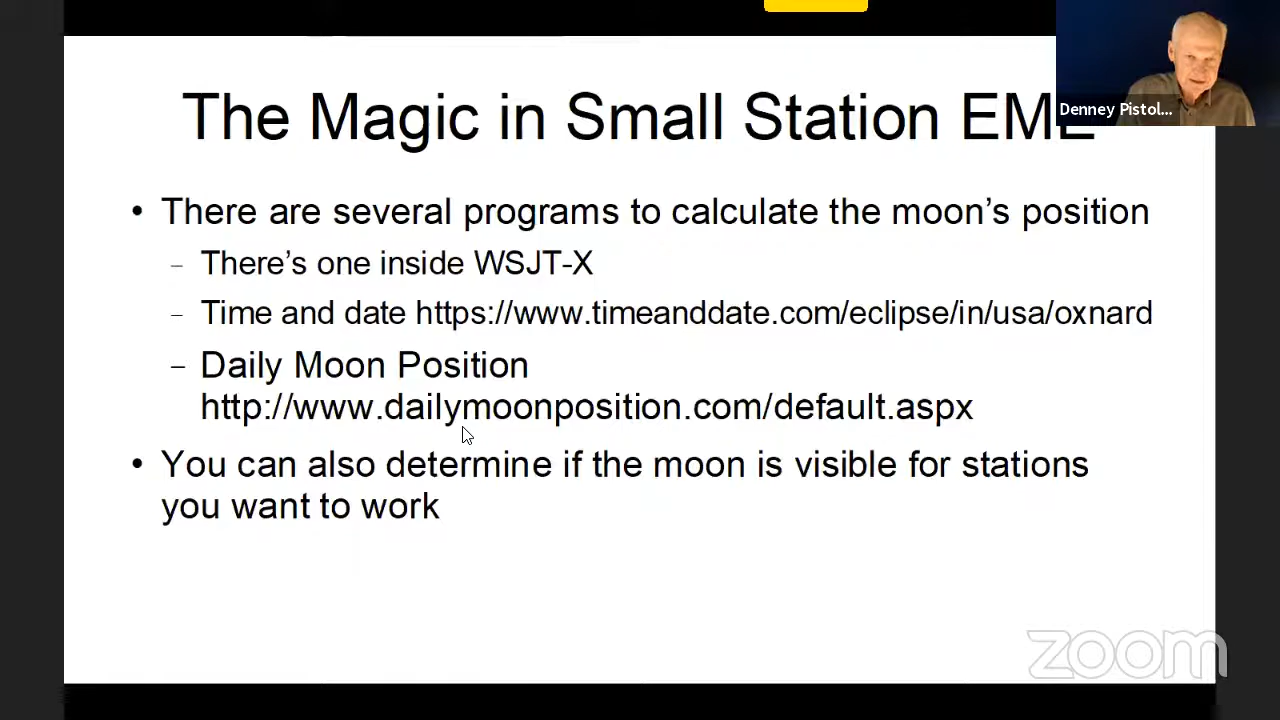 The Magic in Small Station EME
Denney Pistol...
• There are several programs to calculate the moon's position
– There's one inside WSJT-X
– Time and date https://www.timeanddate.com/eclipse/in/usa/oxnard
– Daily Moon Position
http://www.dailymoonposition.com/default.aspx
• You can also determine if the moon is visible for stations
you want to work
zoom